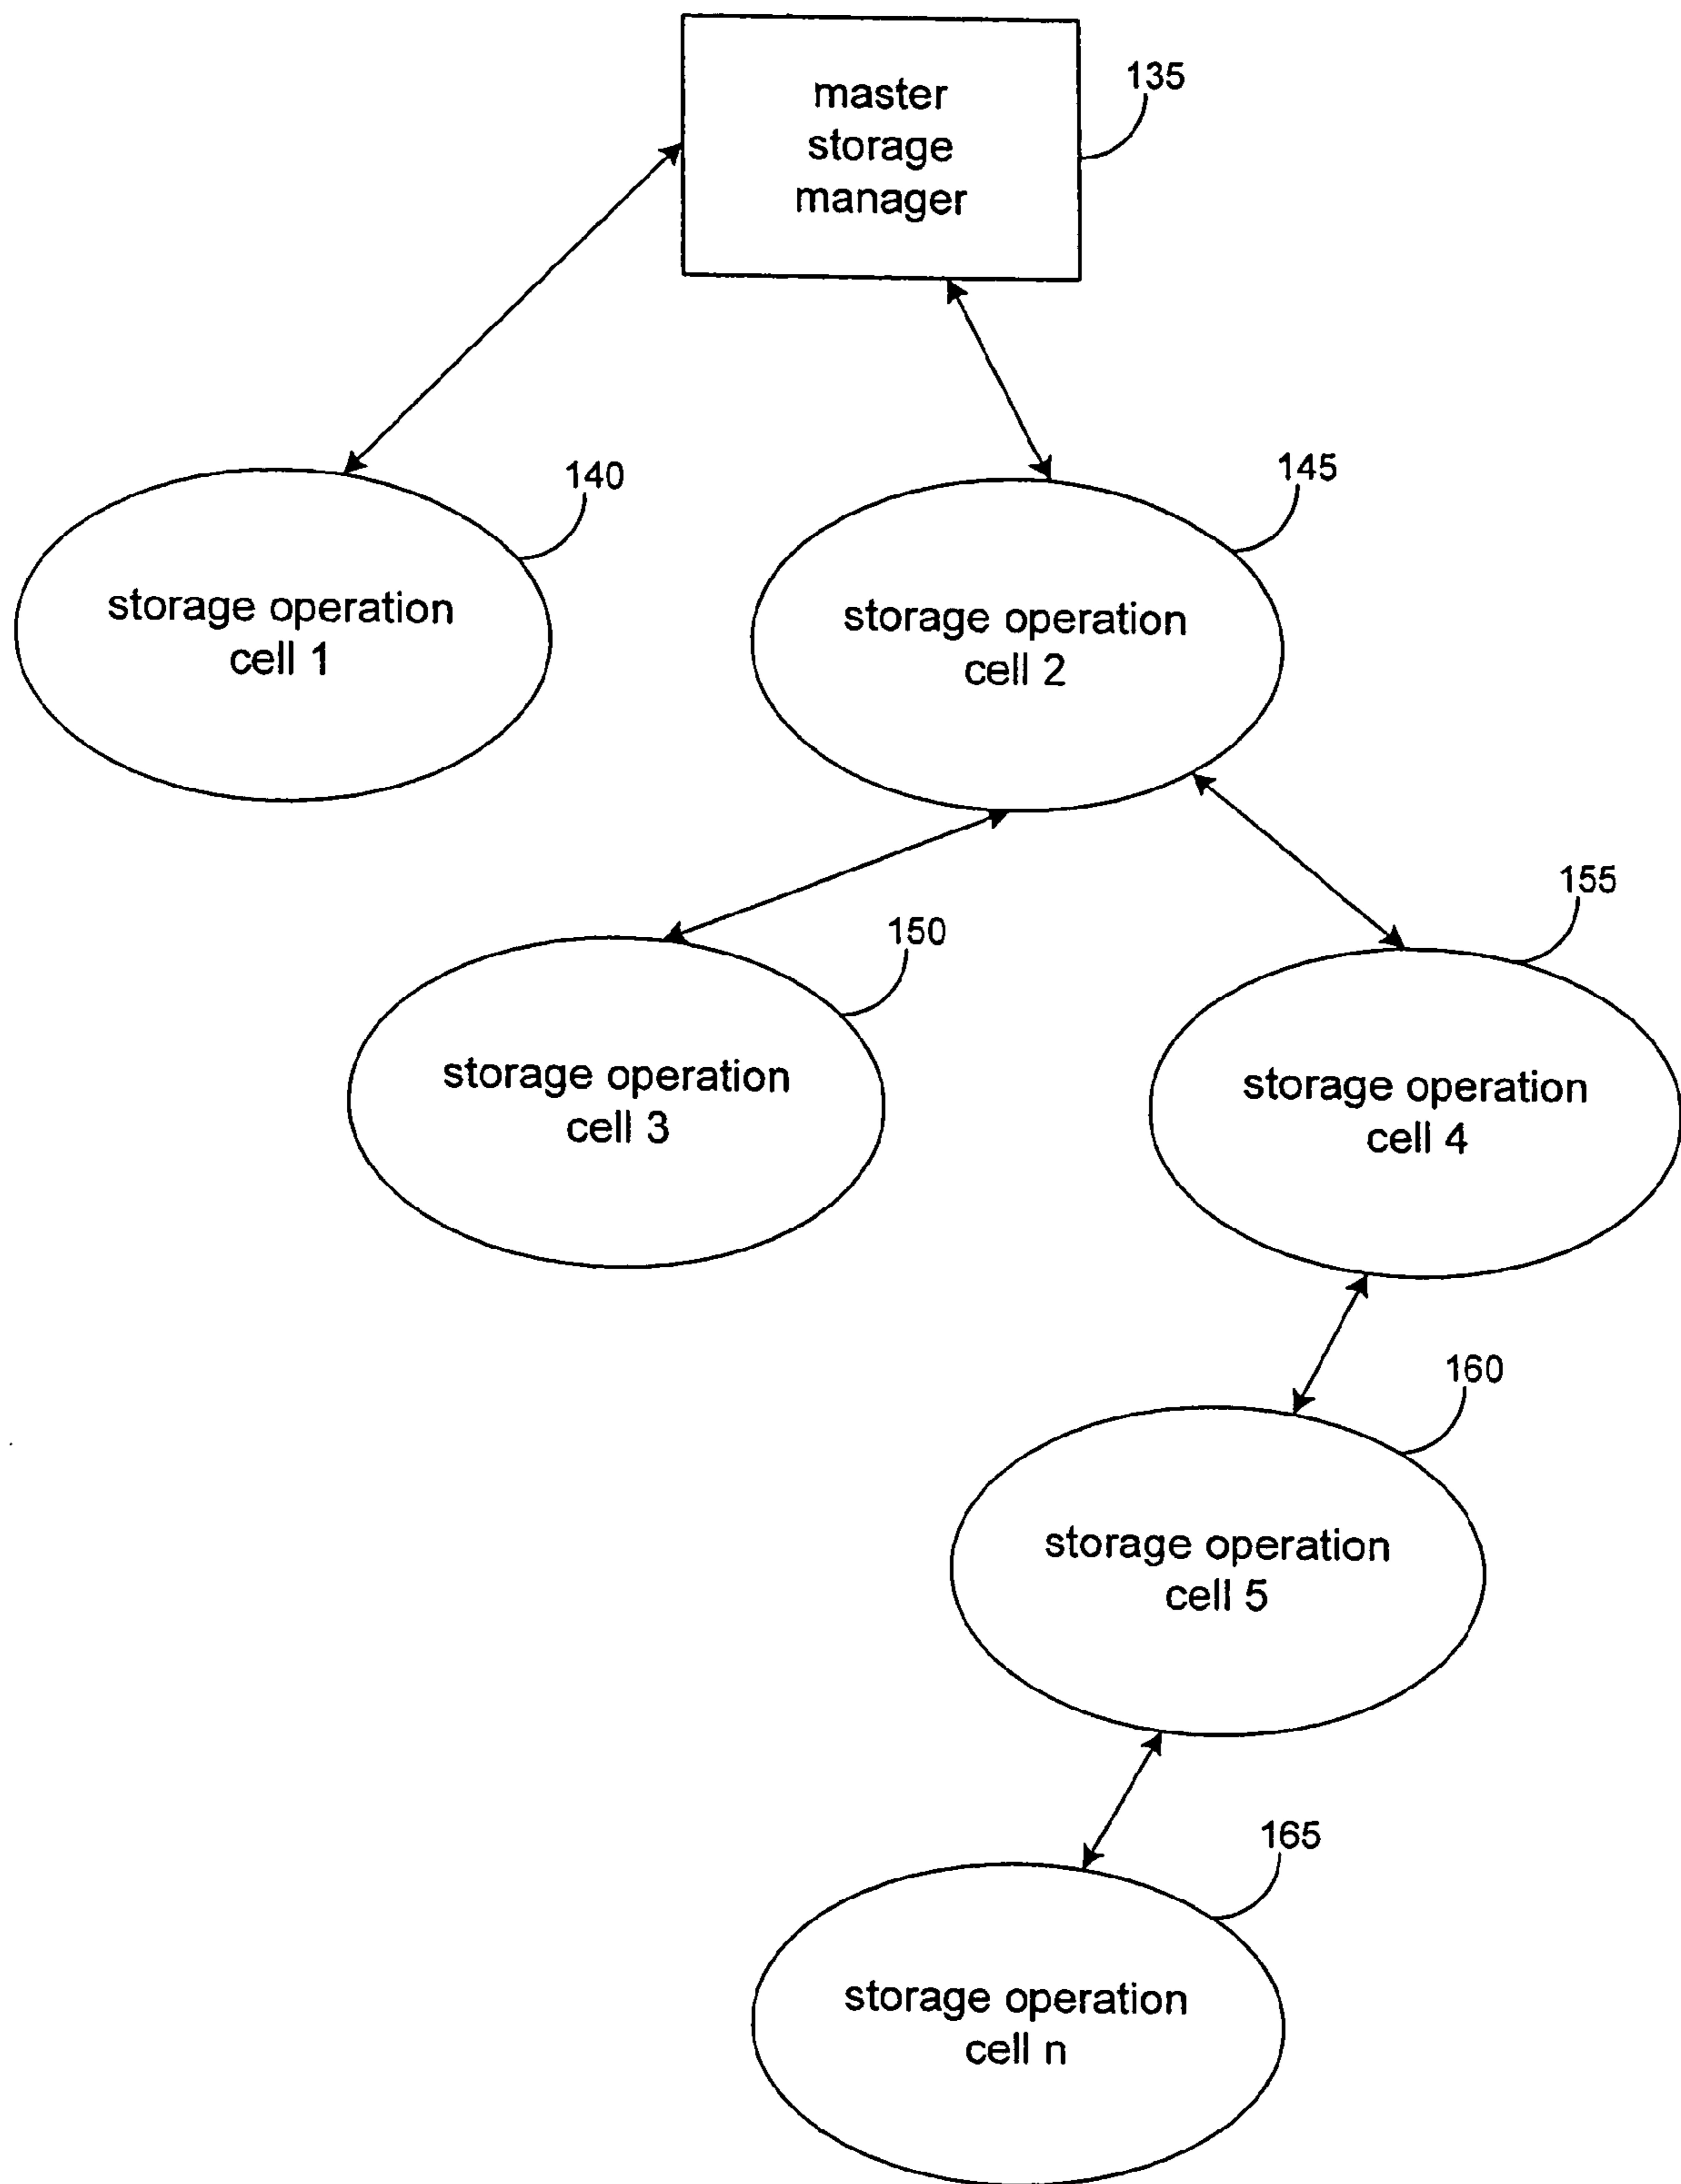 master
storage
manager
135
140
storage operation
cell 1
145
storage operation
cell 2
150
storage operation
cell 3
155
storage operation
cell 4
160
storage operation
cell 5
165
storage operation
cell n